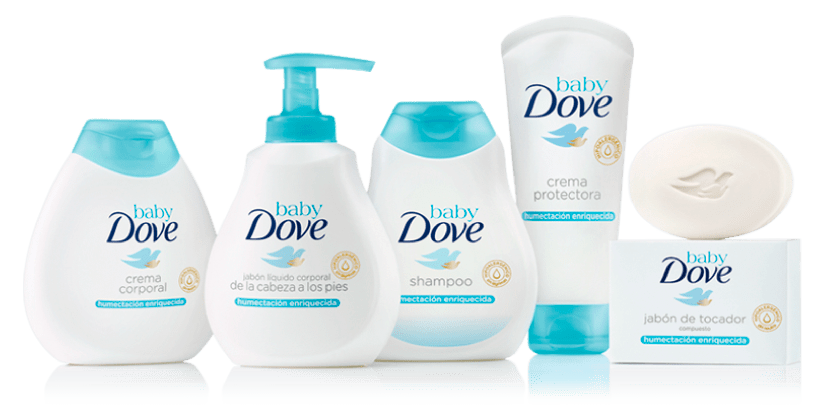 baby
Dove
crema
corporal
humectación enriquecida
baby
Dove
jabón líquido corporal
de la cabeza a los pies
humectación enriquecida
baby
Dove
shampoo
humectación enriquecida
baby
Dove
crema
protectora
humectación enriquecida
baby
Dove
jabón de tocador
compuesto
humectación enriquecida